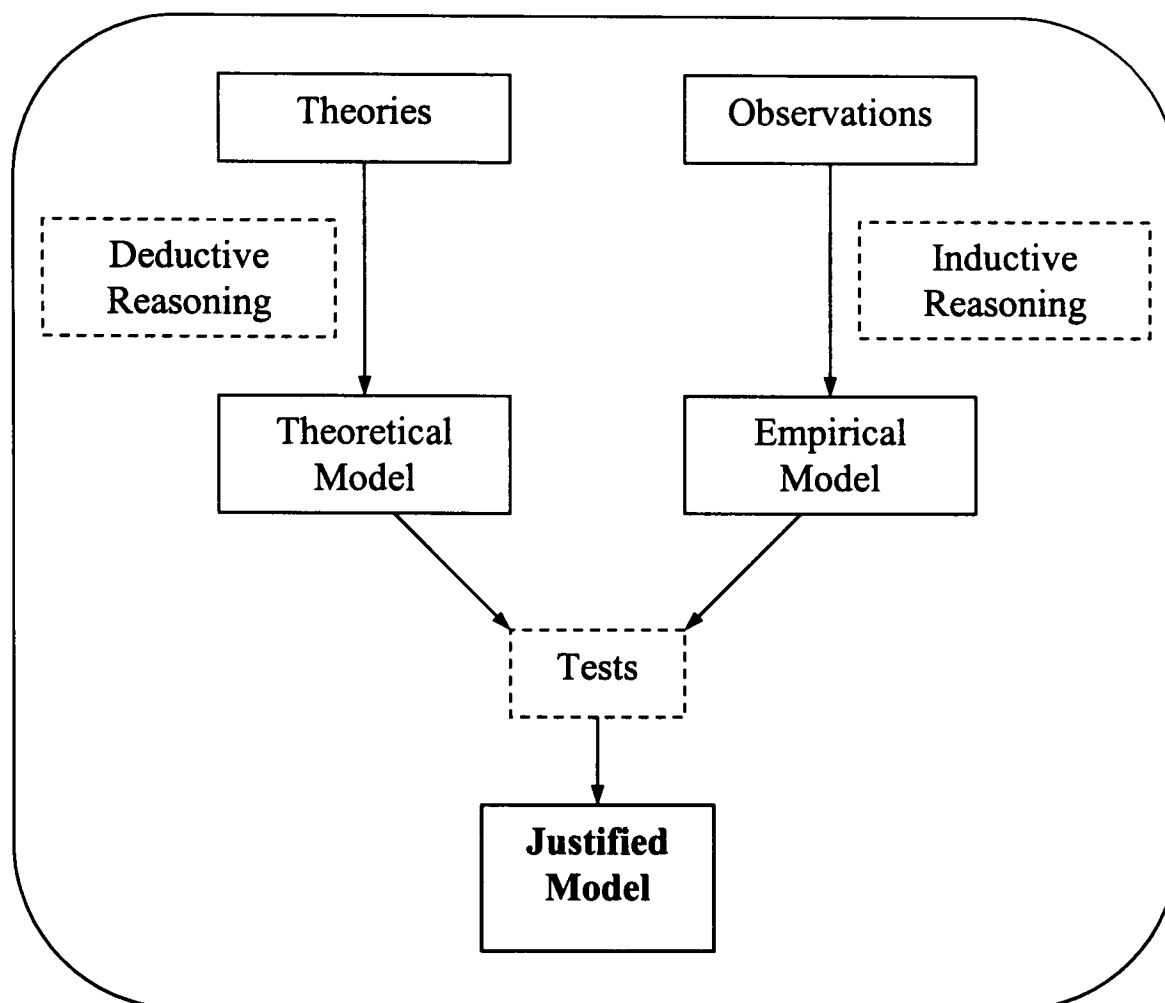 Theories
Observations
Deductive
Reasoning
Inductive
Reasoning
Theoretical
Model
Empirical
Model
Tests
Justified
Model